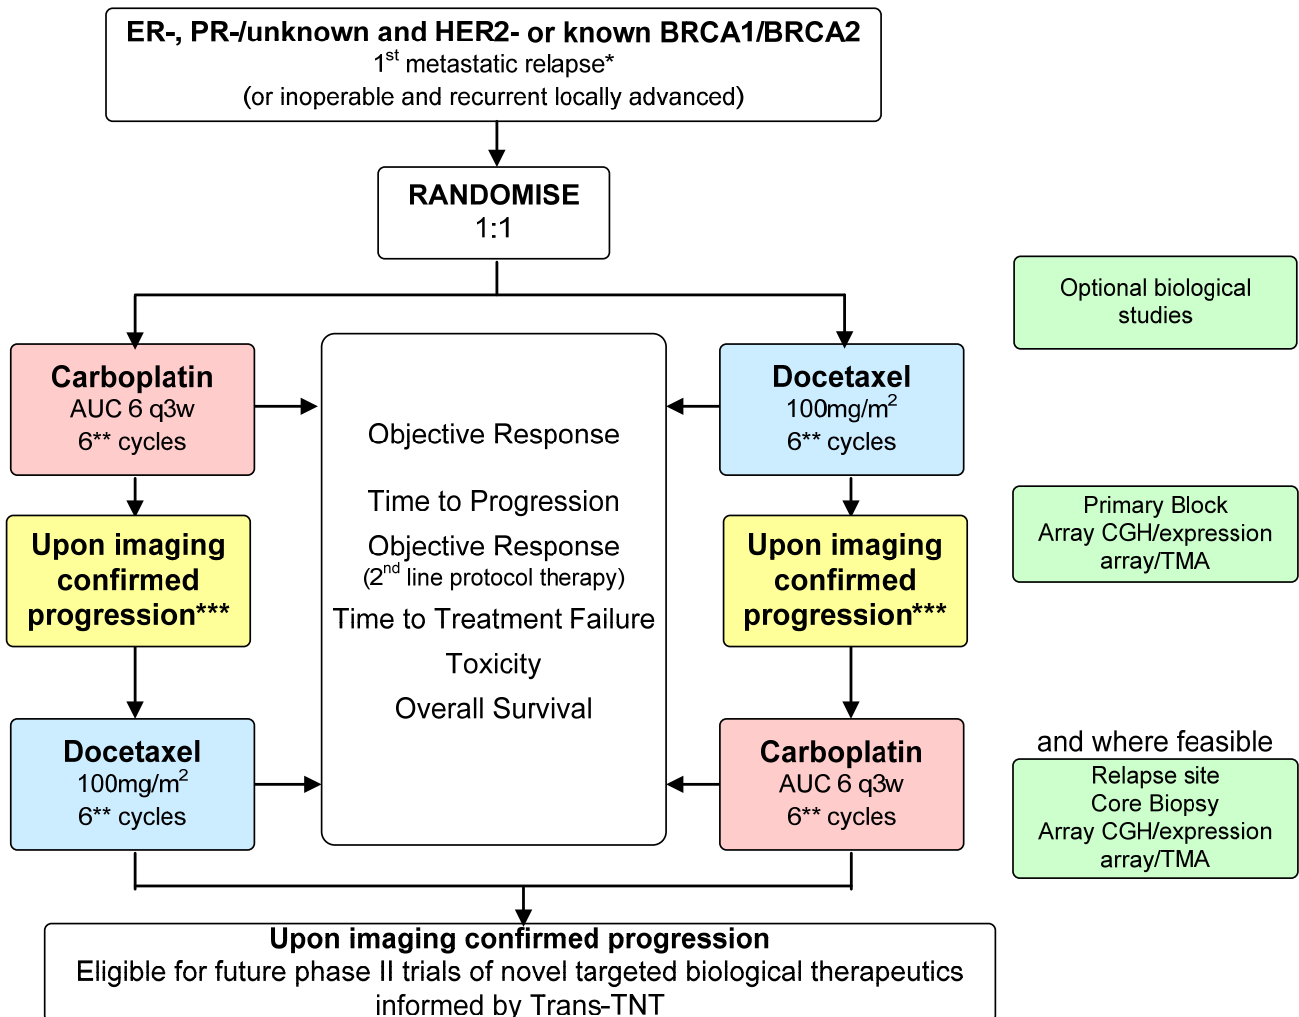 ER-, PR-/unknown and HER2- or known BRCA1/BRCA2
1st metastatic relapse*
(or inoperable and recurrent locally advanced)
RANDOMISE
1:1
Optional biological
studies
Carboplatin
AUC 6 q3w
6** cycles
Docetaxel
100mg/m²
6** cycles
Objective Response
Time to Progression
Objective Response
(2nd line protocol therapy)
Time to Treatment Failure
Toxicity
Overall Survival
Upon imaging
confirmed
progression***
Upon imaging
confirmed
progression***
Primary Block
Array CGH/expression
array/TMA
Docetaxel
100mg/m²
6** cycles
Carboplatin
AUC 6 q3w
6** cycles
and where feasible
Relapse site
Core Biopsy
Array CGH/expression
array/TMA
Upon imaging confirmed progression
Eligible for future phase II trials of novel targeted biological therapeutics
informed by Trans-TNT